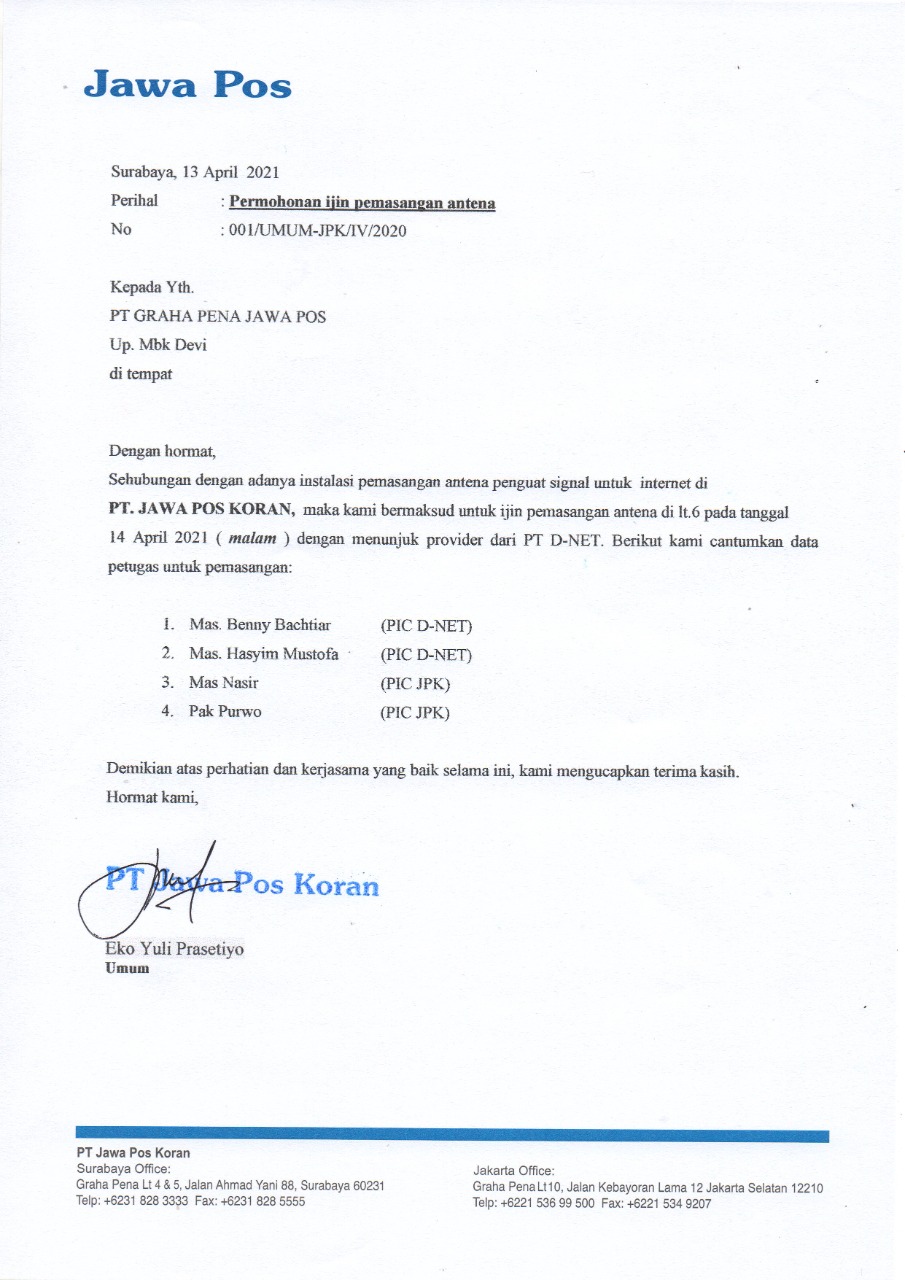 Jawa Pos
Surabaya, 13 April 2021
Perihal : Permohonan ijin pemasangan antena
No : 001/UMUM-JPK/IV/2020
Kepada Yth.
PT GRAHA PENA JAWA POS
Up. Mbk Devi
di tempat
Dengan hormat,
Sehubungan dengan adanya instalasi pemasangan antena penguat signal untuk internet di
PT. JAWA POS KORAN, maka kami bermaksud untuk ijin pemasangan antena di lt.6 pada tanggal
14 April 2021 ( malam ) dengan menunjuk provider dari PT D-NET. Berikut kami cantumkan data
petugas untuk pemasangan:
1. Mas. Benny Bachtiar (PIC D-NET)
2. Mas. Hasyim Mustofa (PIC D-NET)
3. Mas Nasir (PIC JPK)
4. Pak Purwo (PIC JPK)
Demikian atas perhatian dan kerjasama yang baik selama ini, kami mengucapkan terima kasih.
Hormat kami,
PT Jawa Pos Koran
Eko Yuli Prasetiyo
Umum
PT Jawa Pos Koran
Surabaya Office:
Graha Pena Lt 4 & 5, Jalan Ahmad Yani 88, Surabaya 60231
Telp: +6231 828 3333 Fax: +6231 828 5555
Jakarta Office:
Graha Pena Lt10, Jalan Kebayoran Lama 12 Jakarta Selatan 12210
Telp: +6221 536 99 500 Fax: +6221 534 9207